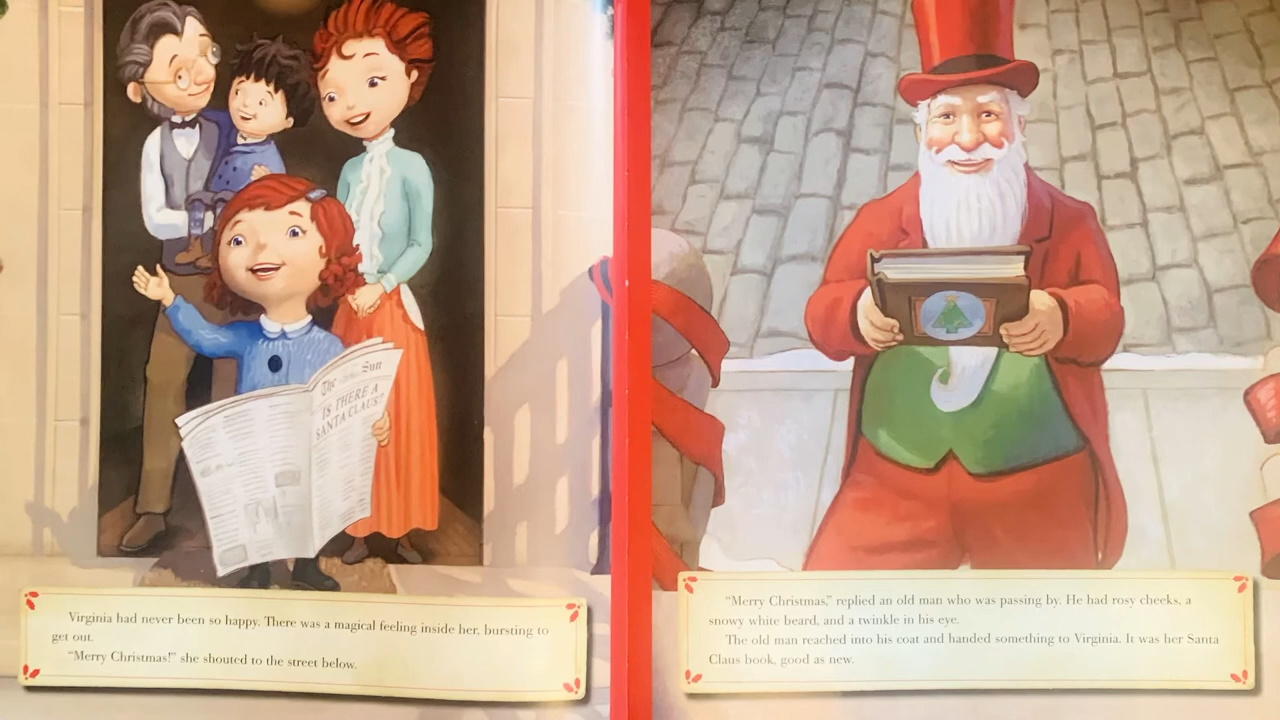 The Sun
IS THERE A
SANTA CLAUS?
Virginia had never been so happy. There was a magical feeling inside her, bursting to
get out.
“Merry Christmas!” she shouted to the street below.
“Merry Christmas,” replied an old man who was passing by. He had rosy cheeks, a
snowy white beard, and a twinkle in his eye.
The old man reached into his coat and handed something to Virginia. It was her Santa
Claus book, good as new.